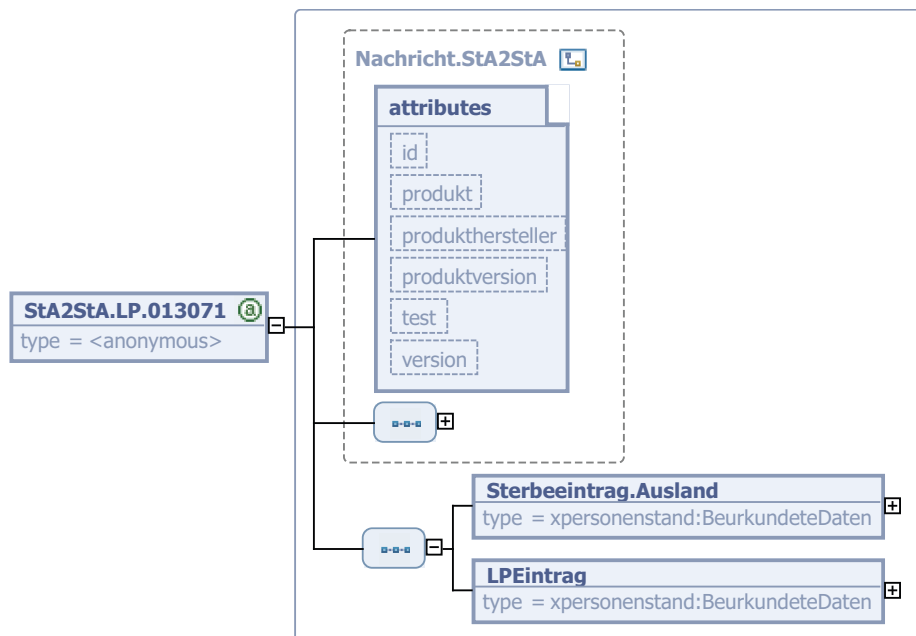 Nachricht.StA2StA
attributes
id
produkt
produkthersteller
produktversion
test
version
StA2StA.LP.013071 @
type = <anonymous>
Sterbeeintrag.Ausland
type = xpersonenstand:BeurkundeteDaten
LPEintrag
type = xpersonenstand:BeurkundeteDaten